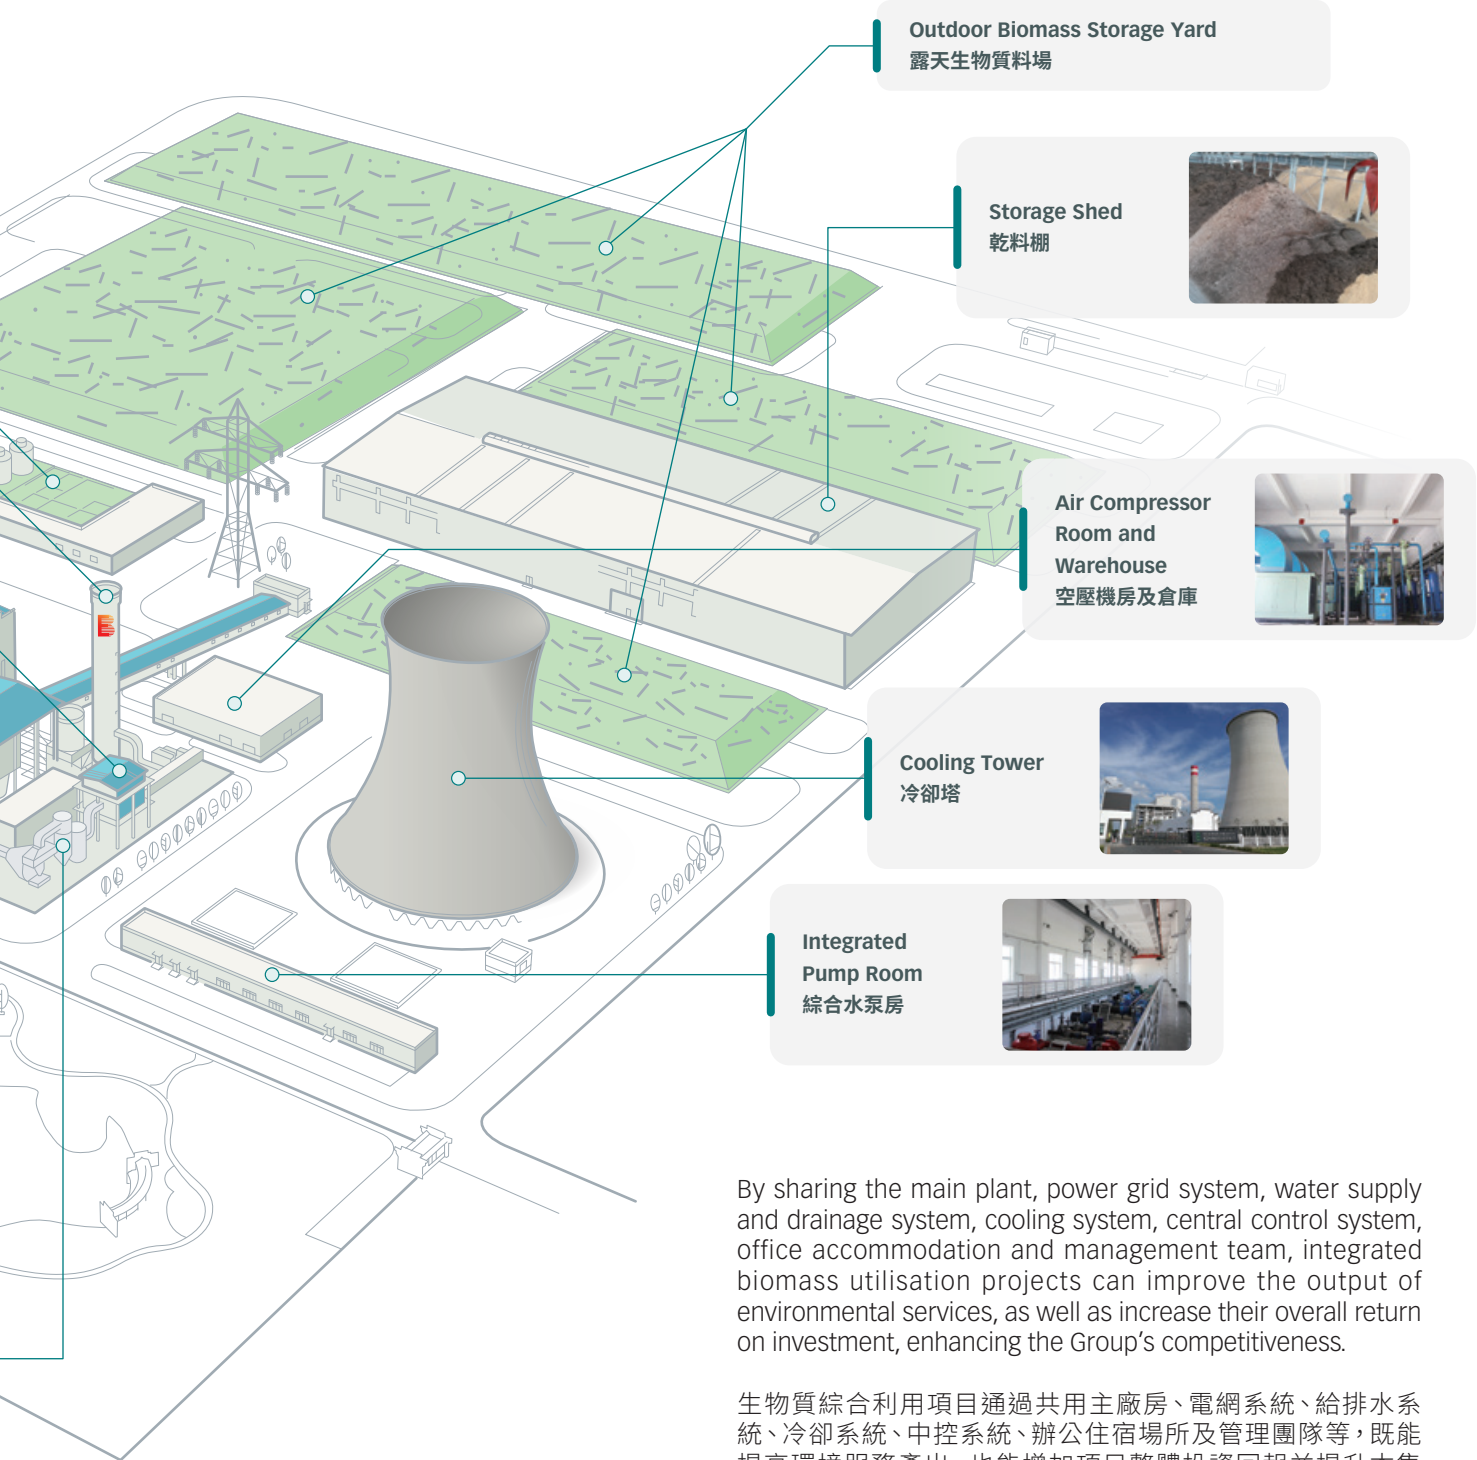 Outdoor Biomass Storage Yard
露天生物質料場
Storage Shed
乾料棚
Air Compressor
Room and
Warehouse
空壓機房及倉庫
Cooling Tower
冷卻塔
Integrated
Pump Room
綜合水泵房
By sharing the main plant, power grid system, water supply
and drainage system, cooling system, central control system,
office accommodation and management team, integrated
biomass utilisation projects can improve the output of
environmental services, as well as increase their overall return
on investment, enhancing the Group’s competitiveness.
生物質綜合利用項目通過共用主廠房、電網系統、給排水系
統、冷卻系統、中控系統、辦公住宿場所及管理團隊等，既能